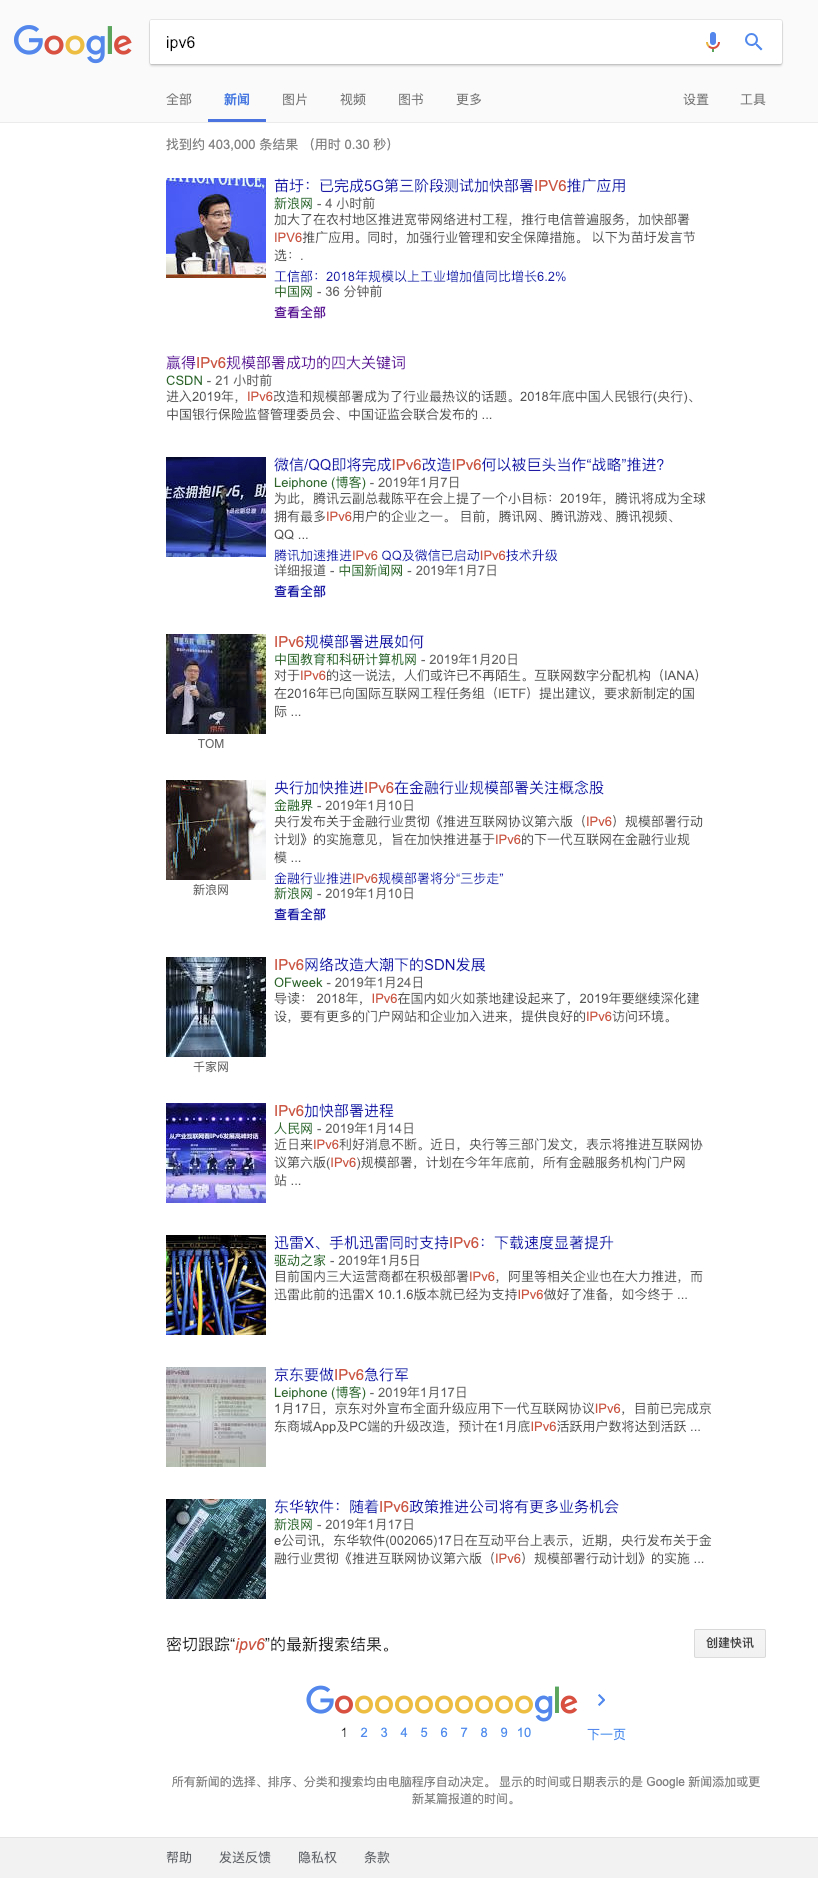 Google
ipv6
全部 新闻 图片 视频 图书 更多 设置 工具
找到约 403,000 条结果 （用时 0.30 秒）
苗圩：已完成5G第三阶段测试加快部署IPV6推广应用
新浪网 - 4 小时前
加大了在农村地区推进宽带网络进村工程，推行电信普遍服务，加快部署
IPV6推广应用。同时，加强行业管理和安全保障措施。 以下为苗圩发言节
选：.
工信部：2018年规模以上工业增加值同比增长6.2%
中国网 - 36 分钟前
查看全部
赢得IPv6规模部署成功的四大关键词
CSDN - 21 小时前
进入2019年，IPv6改造和规模部署成为了行业最热议的话题。2018年底中国人民银行(央行)、
中国银行保险监督管理委员会、中国证监会联合发布的 ...
微信/QQ即将完成IPv6改造IPv6何以被巨头当作“战略”推进?
Leiphone (博客) - 2019年1月7日
为此，腾讯云副总裁陈平在会上提了一个小目标：2019年，腾讯将成为全球
拥有最多IPv6用户的企业之一。 目前，腾讯网、腾讯游戏、腾讯视频、
QQ ...
腾讯加速推进IPv6 QQ及微信已启动IPv6技术升级
详细报道 - 中国新闻网 - 2019年1月7日
查看全部
IPv6规模部署进展如何
中国教育和科研计算机网 - 2019年1月20日
对于IPv6的这一说法，人们或许已不再陌生。互联网数字分配机构（IANA）
在2016年已向国际互联网工程任务组（IETF）提出建议，要求新制定的国
际 ...
TOM
央行加快推进IPv6在金融行业规模部署关注概念股
金融界 - 2019年1月10日
央行发布关于金融行业贯彻《推进互联网协议第六版（IPv6）规模部署行动
计划》的实施意见，旨在加快推进基于IPv6的下一代互联网在金融行业规
模 ...
新浪网
金融行业推进IPv6规模部署将分“三步走”
新浪网 - 2019年1月10日
查看全部
IPv6网络改造大潮下的SDN发展
OFweek - 2019年1月24日
导读： 2018年，IPv6在国内如火如荼地建设起来了，2019年要继续深化建
设，要有更多的门户网站和企业加入进来，提供良好的IPv6访问环境。
千家网
IPv6加快部署进程
人民网 - 2019年1月14日
近日来IPv6利好消息不断。近日，央行等三部门发文，表示将推进互联网协
议第六版(IPv6)规模部署，计划在今年年底前，所有金融服务机构门户网
站 ...
从产业互联网看IPv6发展高峰对话
迅雷X、手机迅雷同时支持IPv6：下载速度显著提升
驱动之家 - 2019年1月5日
目前国内三大运营商都在积极部署IPv6，阿里等相关企业也在大力推进，而
迅雷此前的迅雷X 10.1.6版本就已经为支持IPv6做好了准备，如今终于 ...
京东要做IPv6急行军
Leiphone (博客) - 2019年1月17日
1月17日，京东对外宣布全面升级应用下一代互联网协议IPv6，目前已完成京
东商城App及PC端的升级改造，预计在1月底IPv6活跃用户数将达到活跃 ...
东华软件：随着IPv6政策推进公司将有更多业务机会
新浪网 - 2019年1月17日
e公司讯，东华软件(002065)17日在互动平台上表示，近期，央行发布关于金
融行业贯彻《推进互联网协议第六版（IPv6）规模部署行动计划》的实施 ...
密切跟踪“ipv6”的最新搜索结果。
创建快讯
Goooooooooogle
1 2 3 4 5 6 7 8 9 10 下一页
所有新闻的选择、排序、分类和搜索均由电脑程序自动决定。 显示的时间或日期表示的是 Google 新闻添加或更
新某篇报道的时间。
帮助 发送反馈 隐私权 条款